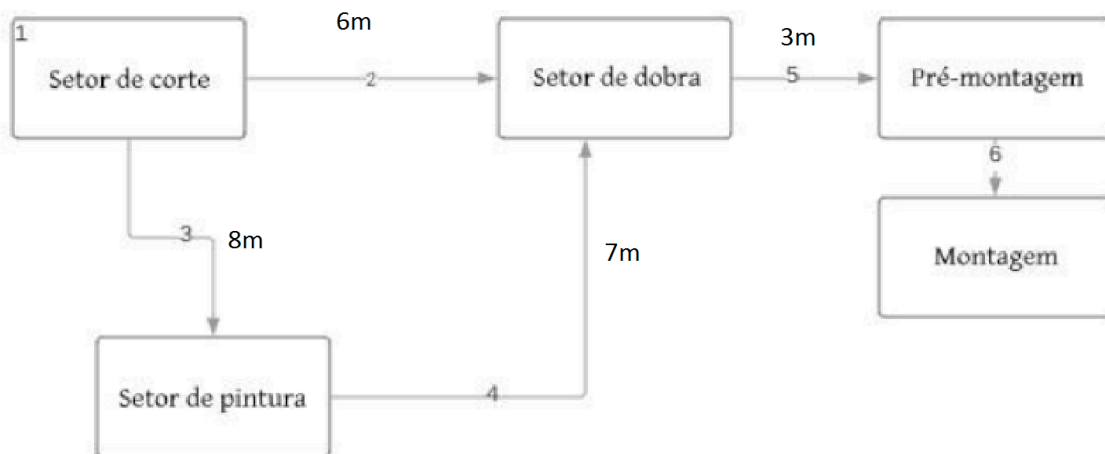 1
6m
3m
Setor de corte
2
Setor de dobra
5
Pré-montagem
6
3
8m
7m
Montagem
Setor de pintura
4